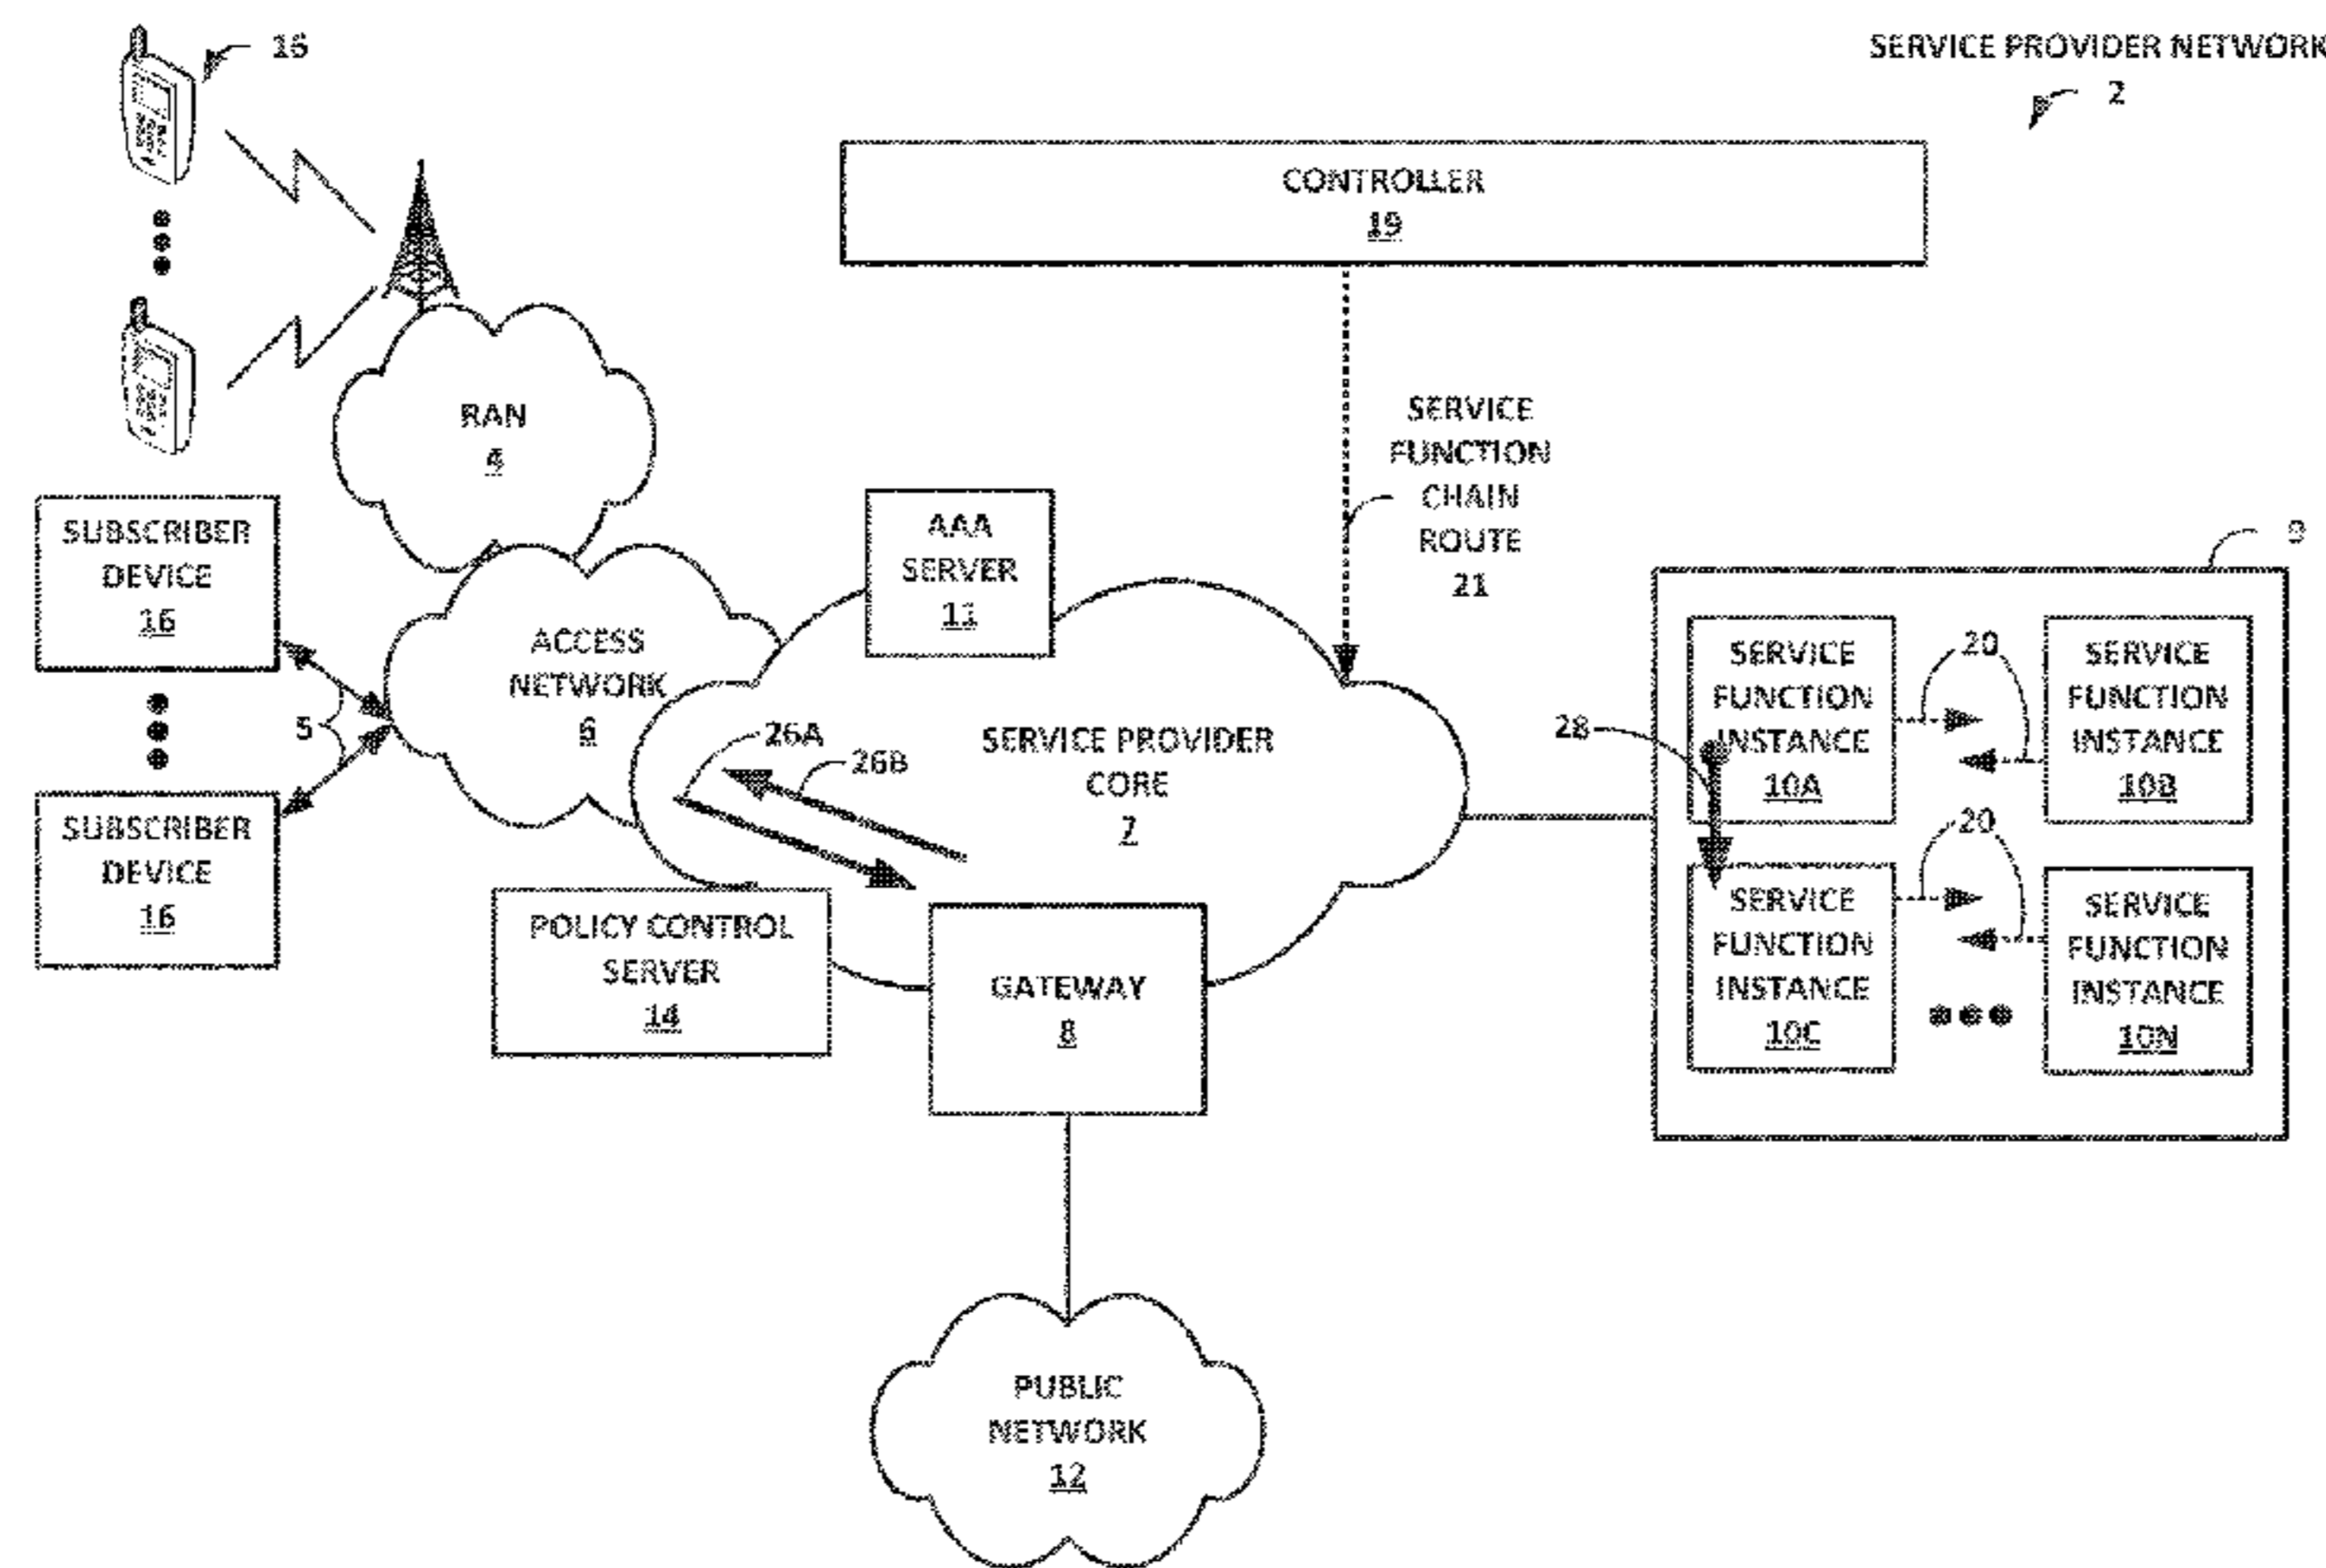 16
SERVICE PROVIDER NETWORK
2
CONTROLLER
19
RAN
4
SERVICE
FUNCTION
CHAIN
ROUTE
21
SUBSCRIBER
DEVICE
16
AAA
SERVER
11
9
ACCESS
NETWORK
6
5
26A
26B
SERVICE PROVIDER
CORE
7
SERVICE
FUNCTION
INSTANCE
10A
20
SERVICE
FUNCTION
INSTANCE
10B
28
SUBSCRIBER
DEVICE
16
POLICY CONTROL
SERVER
14
GATEWAY
8
20
SERVICE
FUNCTION
INSTANCE
10C
SERVICE
FUNCTION
INSTANCE
10N
PUBLIC
NETWORK
12